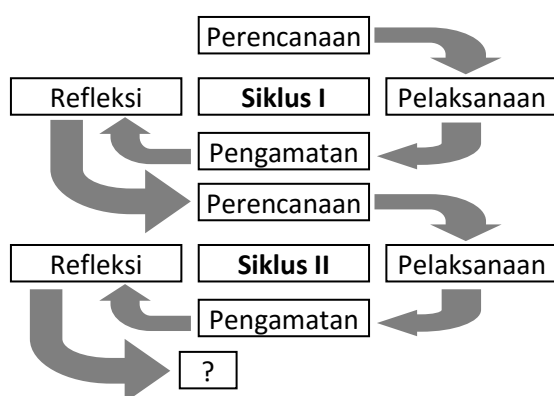 Perencanaan
Refleksi
Siklus I
Pelaksanaan
Pengamatan
Perencanaan
Refleksi
Siklus II
Pelaksanaan
Pengamatan
?